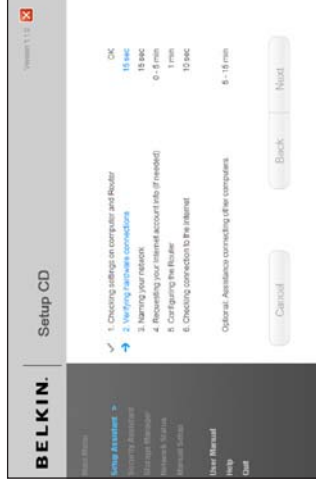 BELKIN.
Setup CD
Version 1.1.0
Main Menu
Setup Assistant >
Security Assistant
Storage Manager
Network Status
Manual Setup
User Manual
Help
Quit
1. Checking settings on computer and Router OK
2. Verifying hardware connections 15 sec
3. Naming your network 15 sec
4. Requesting your Internet account info (if needed) 0 - 5 min
5. Configuring the Router 1 min
6. Checking connection to the Internet 10 sec
Optional: Assistance connecting other computers. 5 - 15 min
Cancel
Back
Next